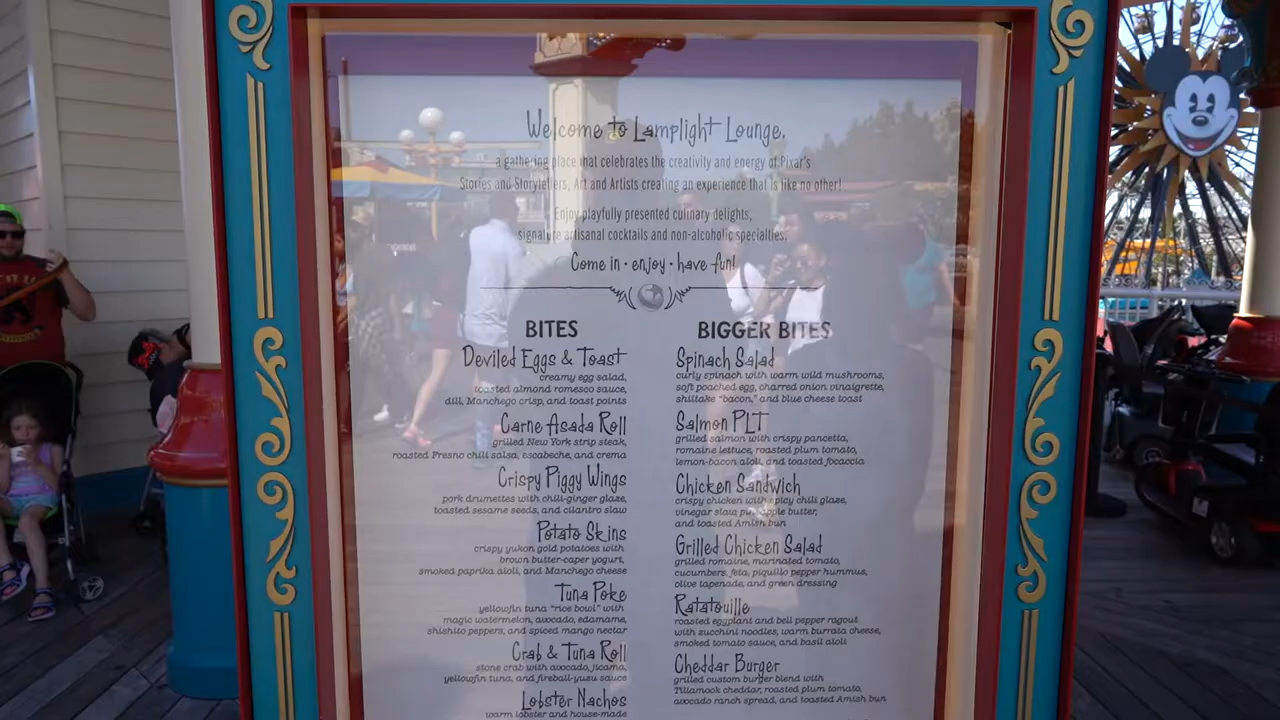 Welcome to Lamplight Lounge,
a gathering place that celebrates the creativity and energy of Pixar's
Stories and Storytellers, Art and Artists creating an experience that is like no other!
Enjoy playfully presented culinary delights,
signature artisanal cocktails and non-alcoholic specialties.
Come in • enjoy • have fun!
BITES
Deviled Eggs & Toast
creamy egg salad,
toasted almond romesco sauce,
dill, Manchego crisp, and toast points
Carne Asada Roll
grilled New York strip steak,
roasted Fresno chili salsa, escabeche, and crema
Crispy Piggy Wings
pork drumettes with chili-ginger glaze,
toasted sesame seeds, and cilantro slaw
Potato Skins
crispy yukon gold potatoes with
brown butter-caper yogurt,
smoked paprika aioli, and Manchego cheese
Tuna Poke
yellowfin tuna "rice bowl" with
magic watermelon, avocado, edamame,
shishito peppers, and spiced mango nectar
Crab & Tuna Roll
stone crab with avocado, jicama,
yellowfin tuna, and fireball-yuzu sauce
Lobster Nachos
warm lobster and house-made
BIGGER BITES
Spinach Salad
curly spinach with warm wild mushrooms,
soft poached egg, charred onion vinaigrette,
shiitake "bacon," and blue cheese toast
Salmon PLT
grilled salmon with crispy pancetta,
romaine lettuce, roasted plum tomato,
lemon-bacon aioli, and toasted focaccia
Chicken Sandwich
crispy chicken with spicy chili glaze,
vinegar slaw, pineapple butter,
and toasted Amish bun
Grilled Chicken Salad
grilled romaine, marinated tomato,
cucumbers, feta, piquillo pepper hummus,
olive tapenade, and green dressing
Ratatouille
roasted eggplant and bell pepper ragout
with zucchini noodles, warm burrata cheese,
smoked tomato sauce, and basil aioli
Cheddar Burger
grilled custom burger blend with
Tillamook cheddar, roasted plum tomato,
avocado ranch spread, and toasted Amish bun